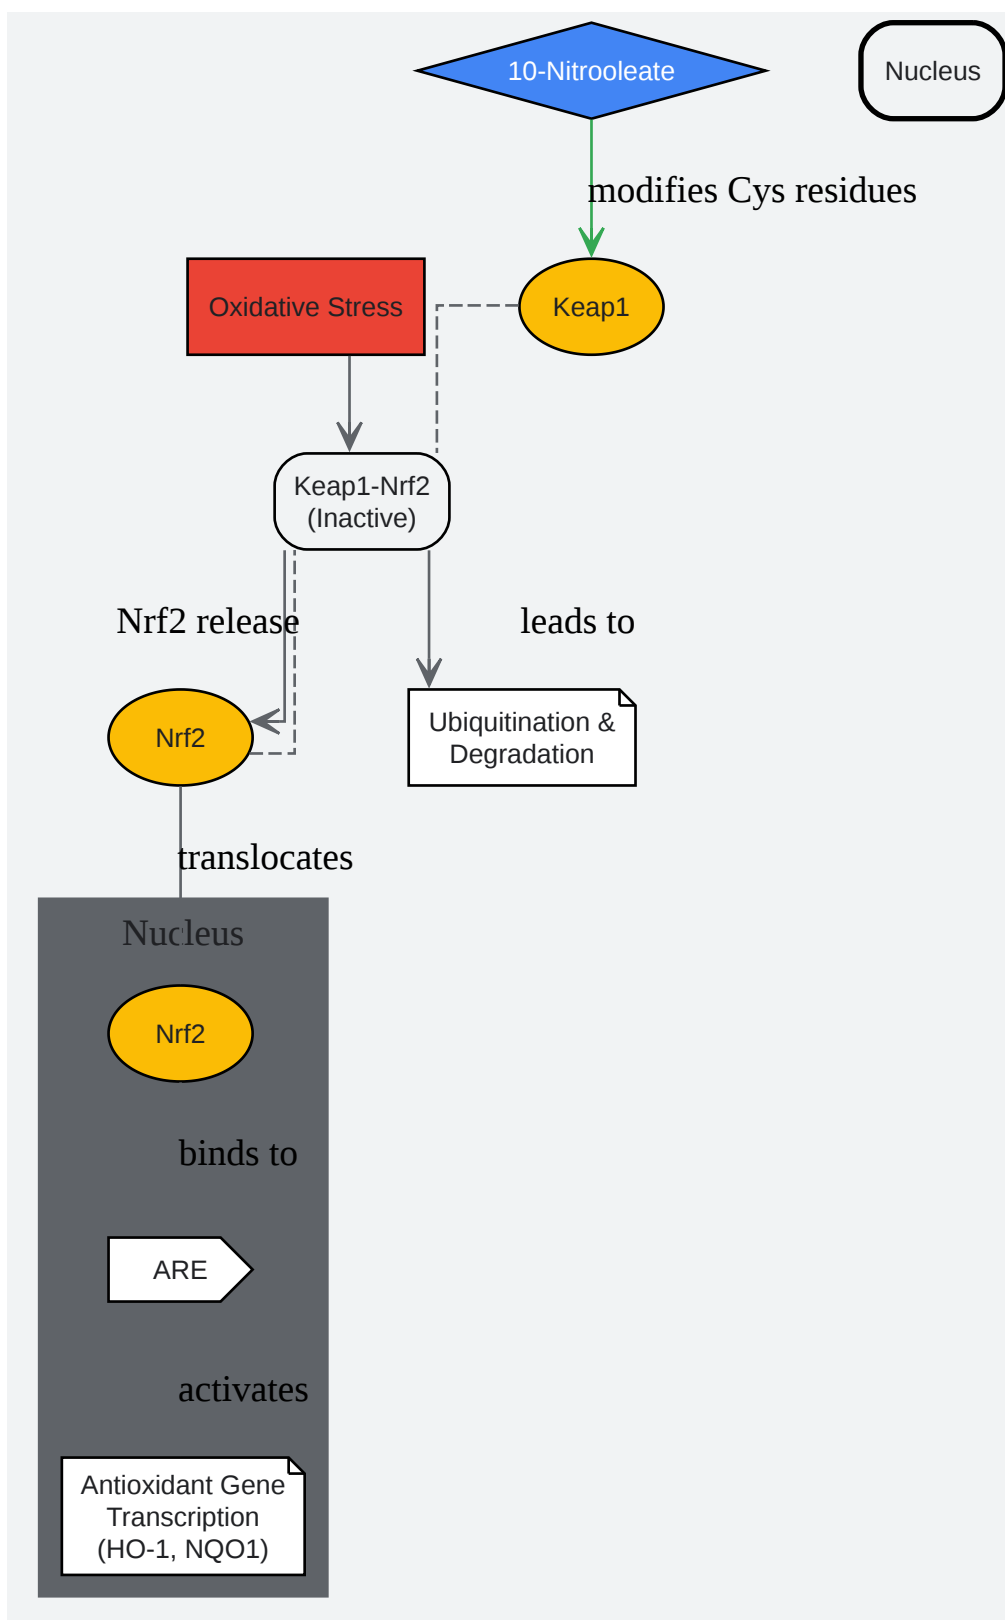 10-Nitrooleate
Nucleus
modifies Cys residues
Oxidative Stress
Keap1
Keap1-Nrf2
(Inactive)
Nrf2 release
leads to
Nrf2
Ubiquitination &
Degradation
translocates
Nucleus
Nrf2
binds to
ARE
activates
Antioxidant Gene
Transcription
(HO-1, NQO1)